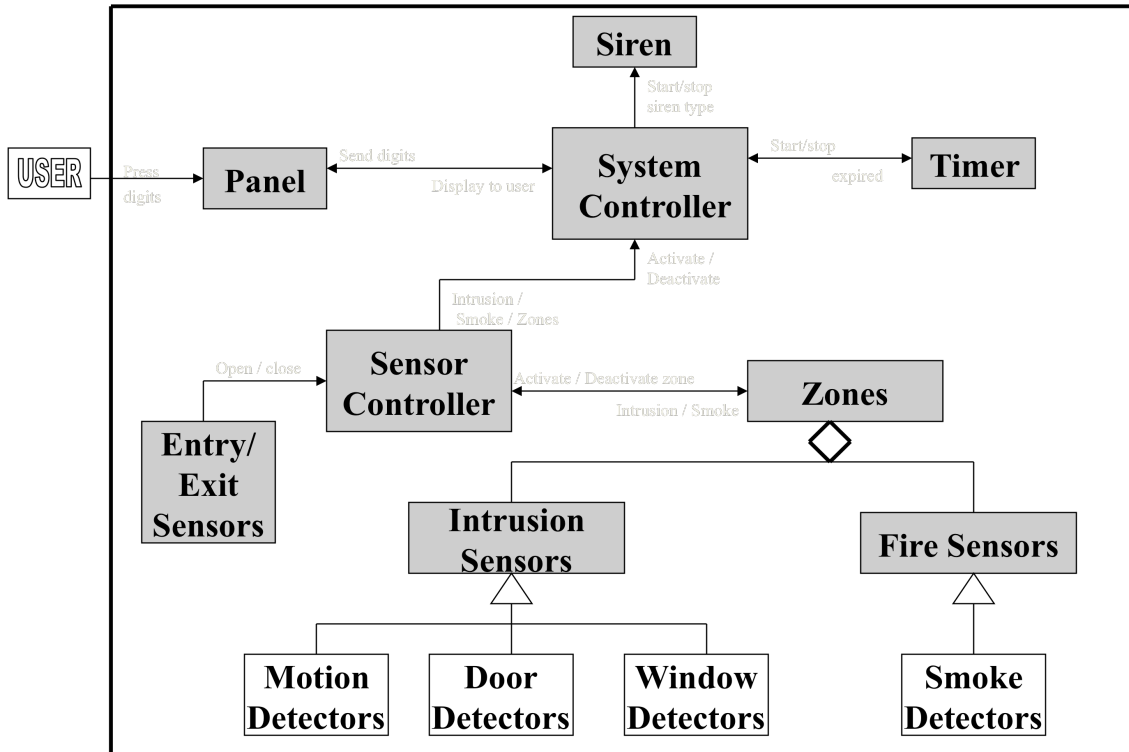 Siren
Start/stop
siren type
USER
Press
digits
Panel
Send digits
Display to user
System
Controller
Start/stop
expired
Timer
Activate /
Deactivate
Intrusion /
Smoke / Zones
Open / close
Sensor
Controller
Activate / Deactivate zone
Intrusion / Smoke
Zones
Entry/
Exit
Sensors
Intrusion
Sensors
Fire Sensors
Motion
Detectors
Door
Detectors
Window
Detectors
Smoke
Detectors